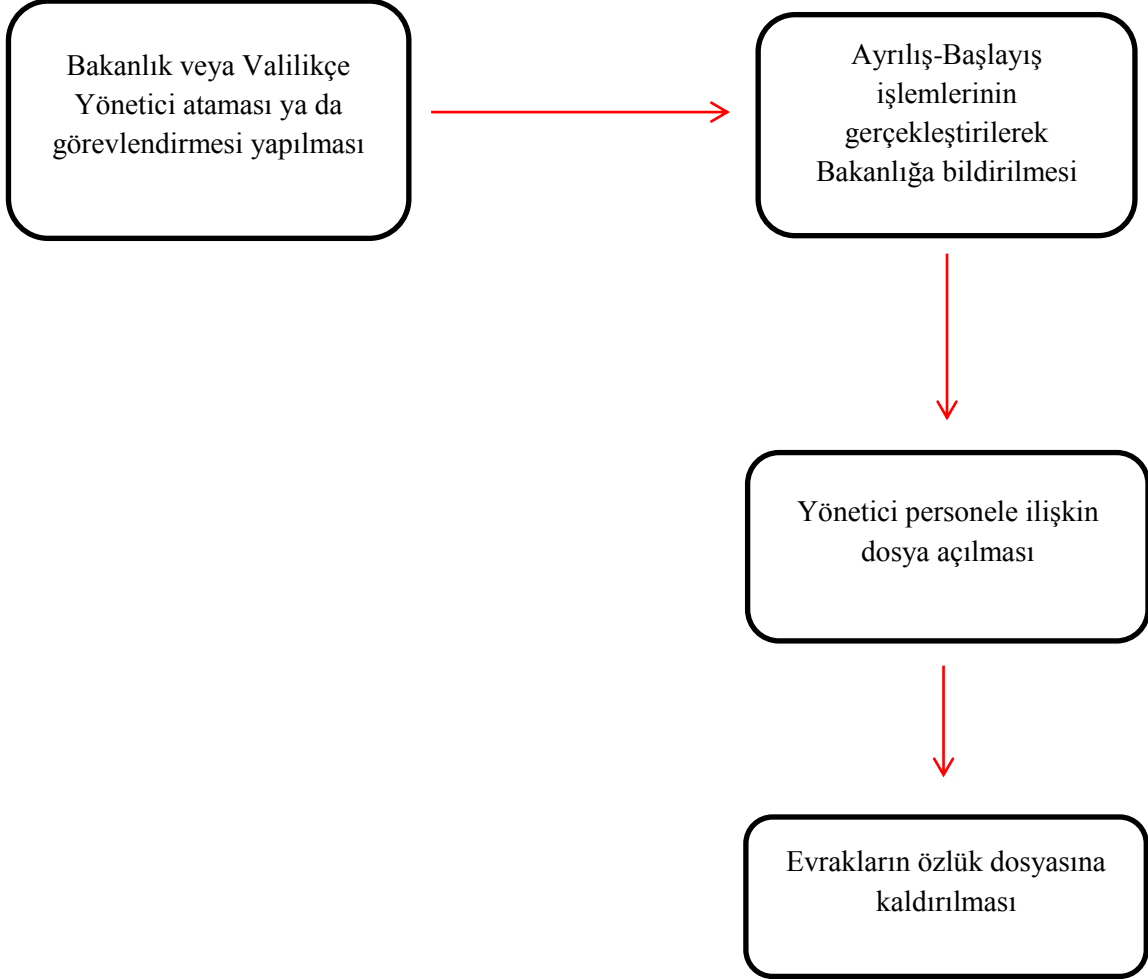 Bakanlık veya Valilikçe
Yönetici ataması ya da
görevlendirmesi yapılması
Ayrılış-Başlayış
işlemlerinin
gerçekleştirilerek
Bakanlığa bildirilmesi
Yönetici personele ilişkin
dosya açılması
Evrakların özlük dosyasına
kaldırılması